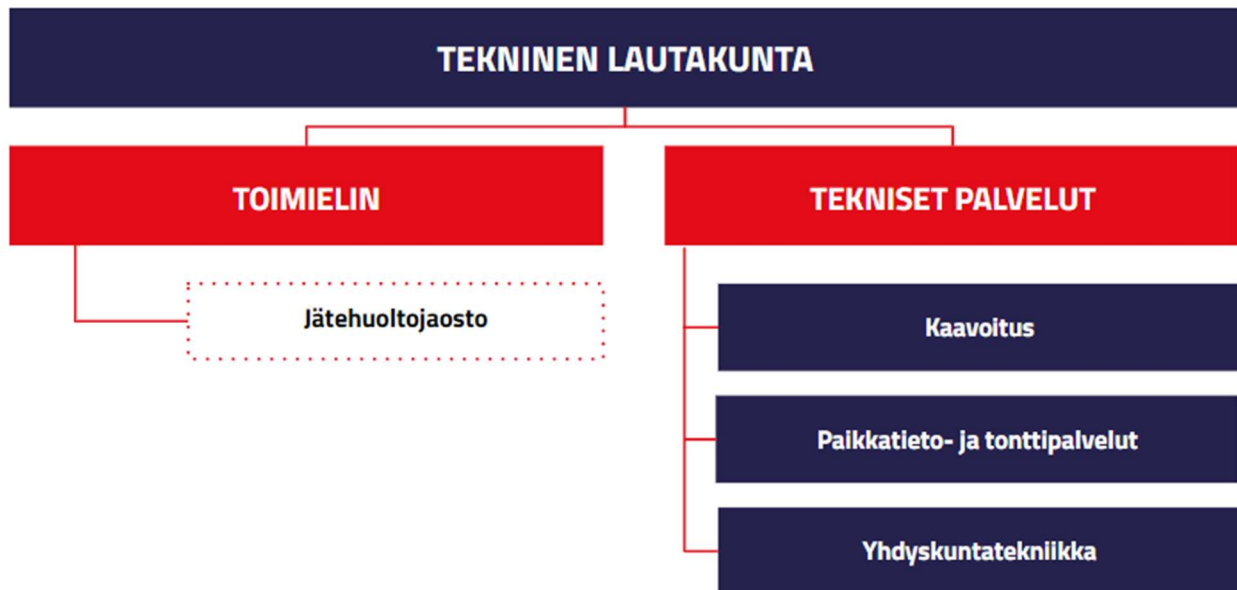 TEKNINEN LAUTAKUNTA
TOIMIELIN
Jätehuoltojaosto
TEKNISET PALVELUT
Kaavoitus
Paikkatieto- ja tonttipalvelut
Yhdyskuntatekniikka